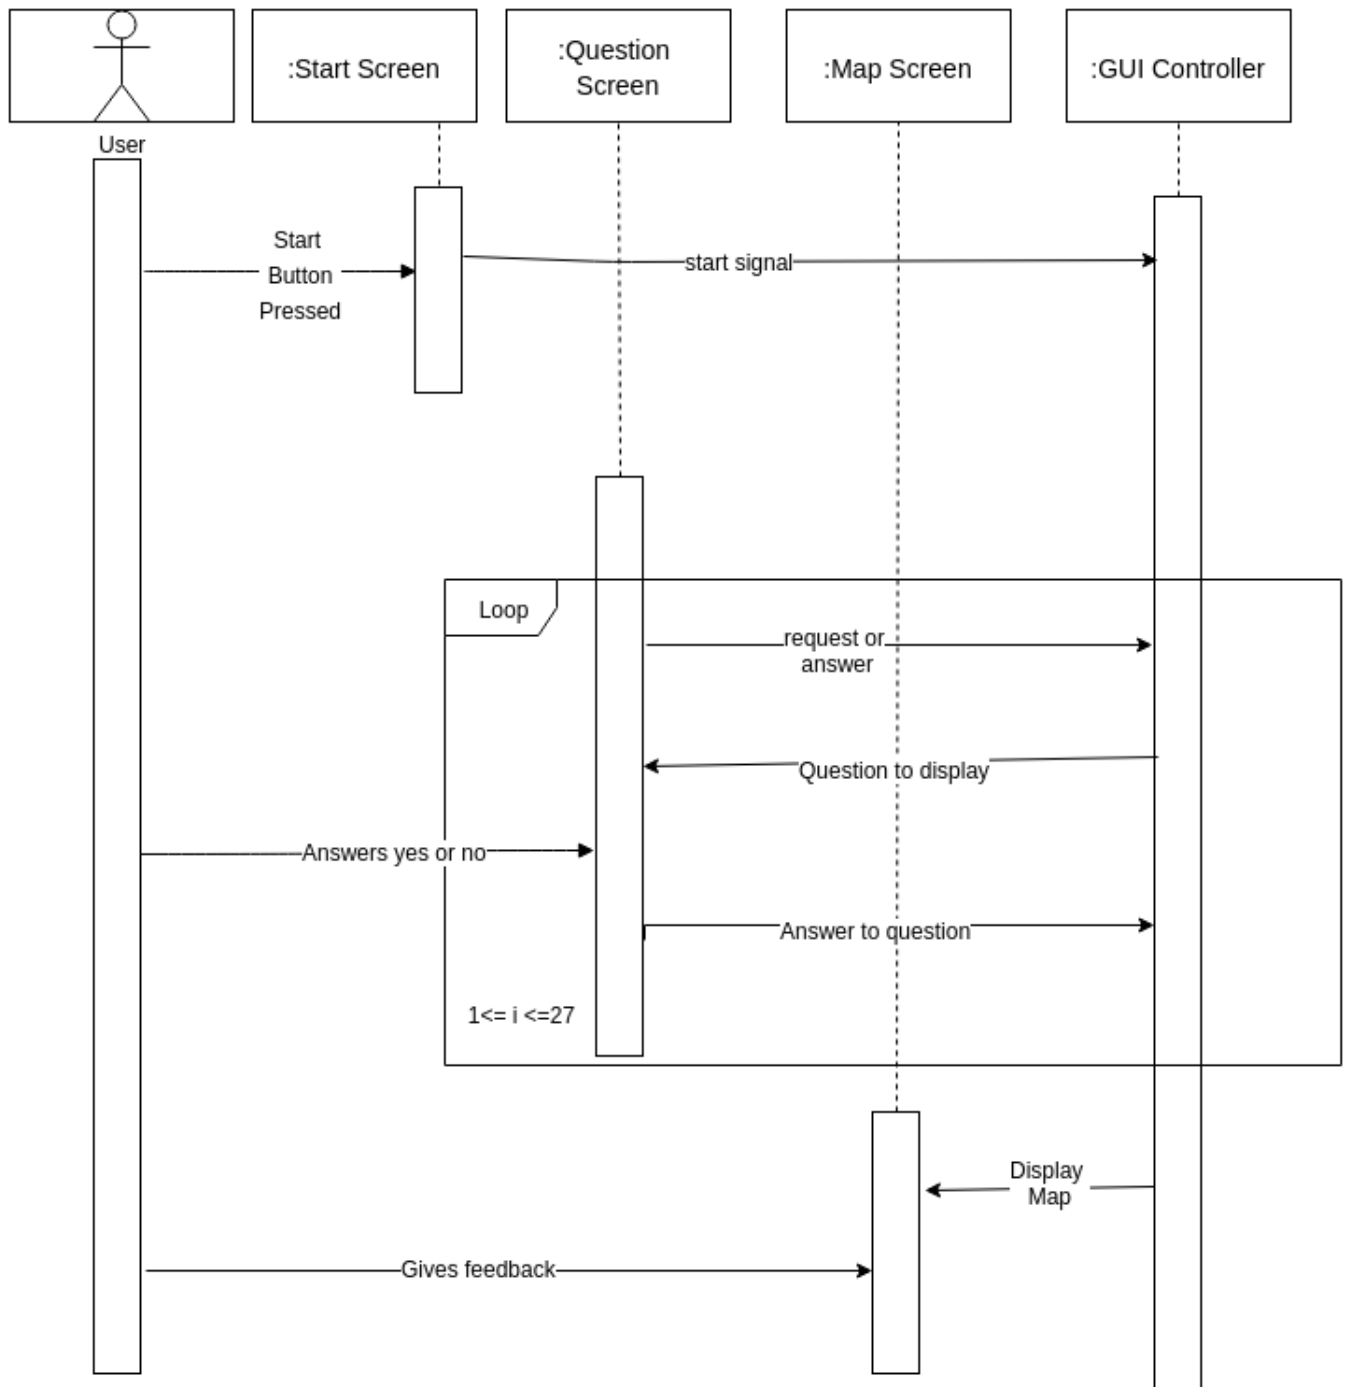 :Start Screen
:Question
Screen
:Map Screen
:GUI Controller
User
Start
Button
Pressed
start signal
Loop
request or
answer
Question to display
Answers yes or no
Answer to question
1<= i <=27
Display
Map
Gives feedback